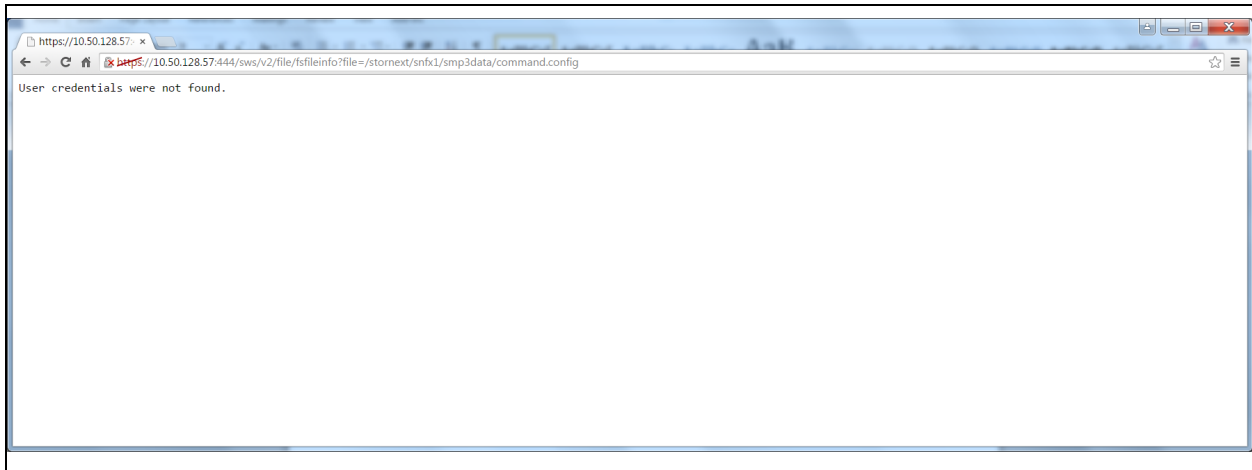 https://10.50.128.57:
https://10.50.128.57:444/sws/v2/file/fsfileinfo?file=/stornext/snfx1/smp3data/command.config
User credentials were not found.